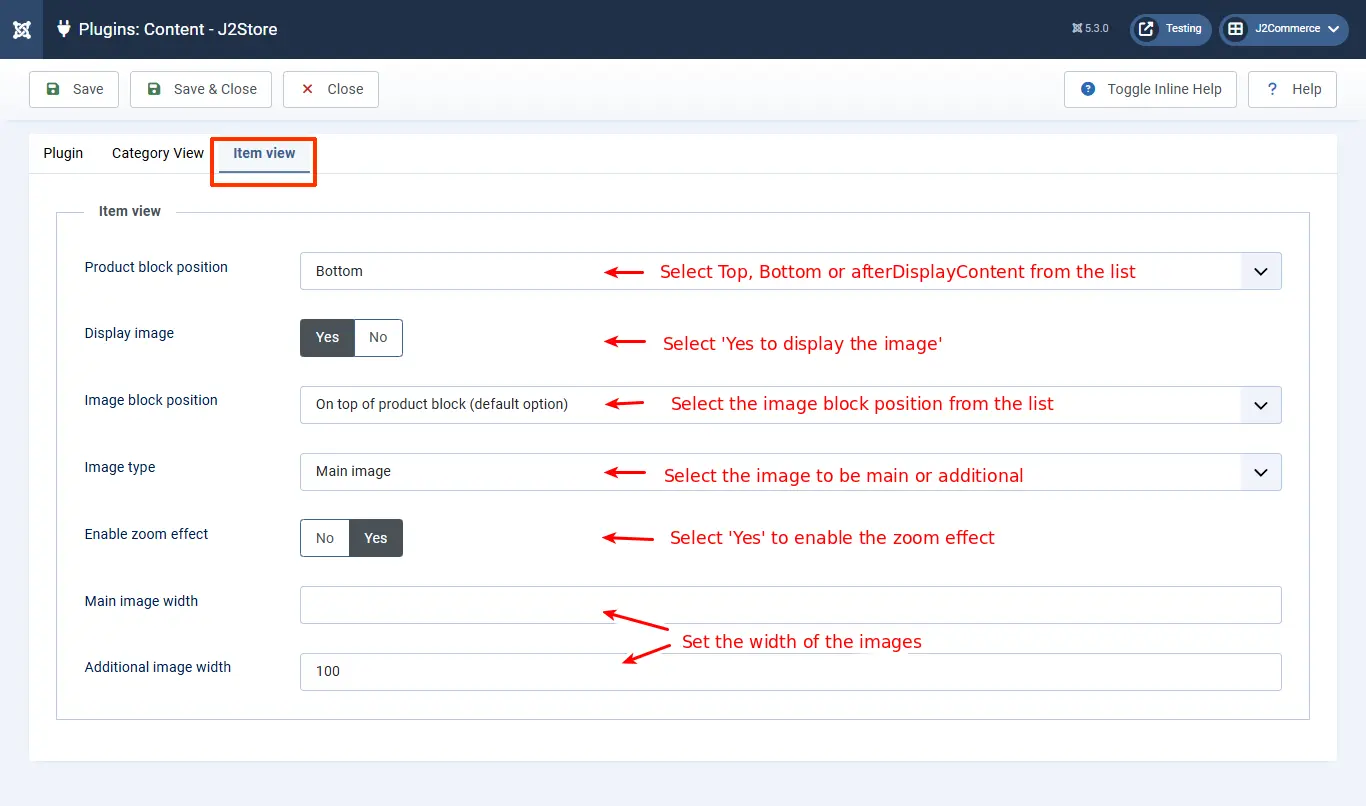 Plugins: Content - J2Store
5.3.0
Testing
J2Commerce
Save
Save & Close
Close
Toggle Inline Help
? Help
Plugin
Category View
Item view
Item view
Product block position
Bottom
Select Top, Bottom or afterDisplayContent from the list
Display image
Yes
No
Select 'Yes to display the image'
Image block position
On top of product block (default option)
Select the image block position from the list
Image type
Main image
Select the image to be main or additional
Enable zoom effect
No
Yes
Select 'Yes' to enable the zoom effect
Main image width
Set the width of the images
Additional image width
100